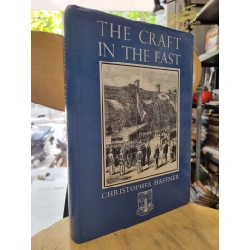 THE CRAFT
IN THE EAST
CHRISTOPHER HAFFNER